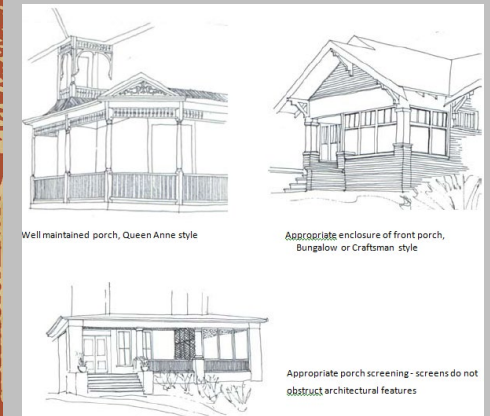 Well maintained porch, Queen Anne style
Appropriate enclosure of front porch,
Bungalow or Craftsman style
Appropriate porch screening - screens do not
obstruct architectural features